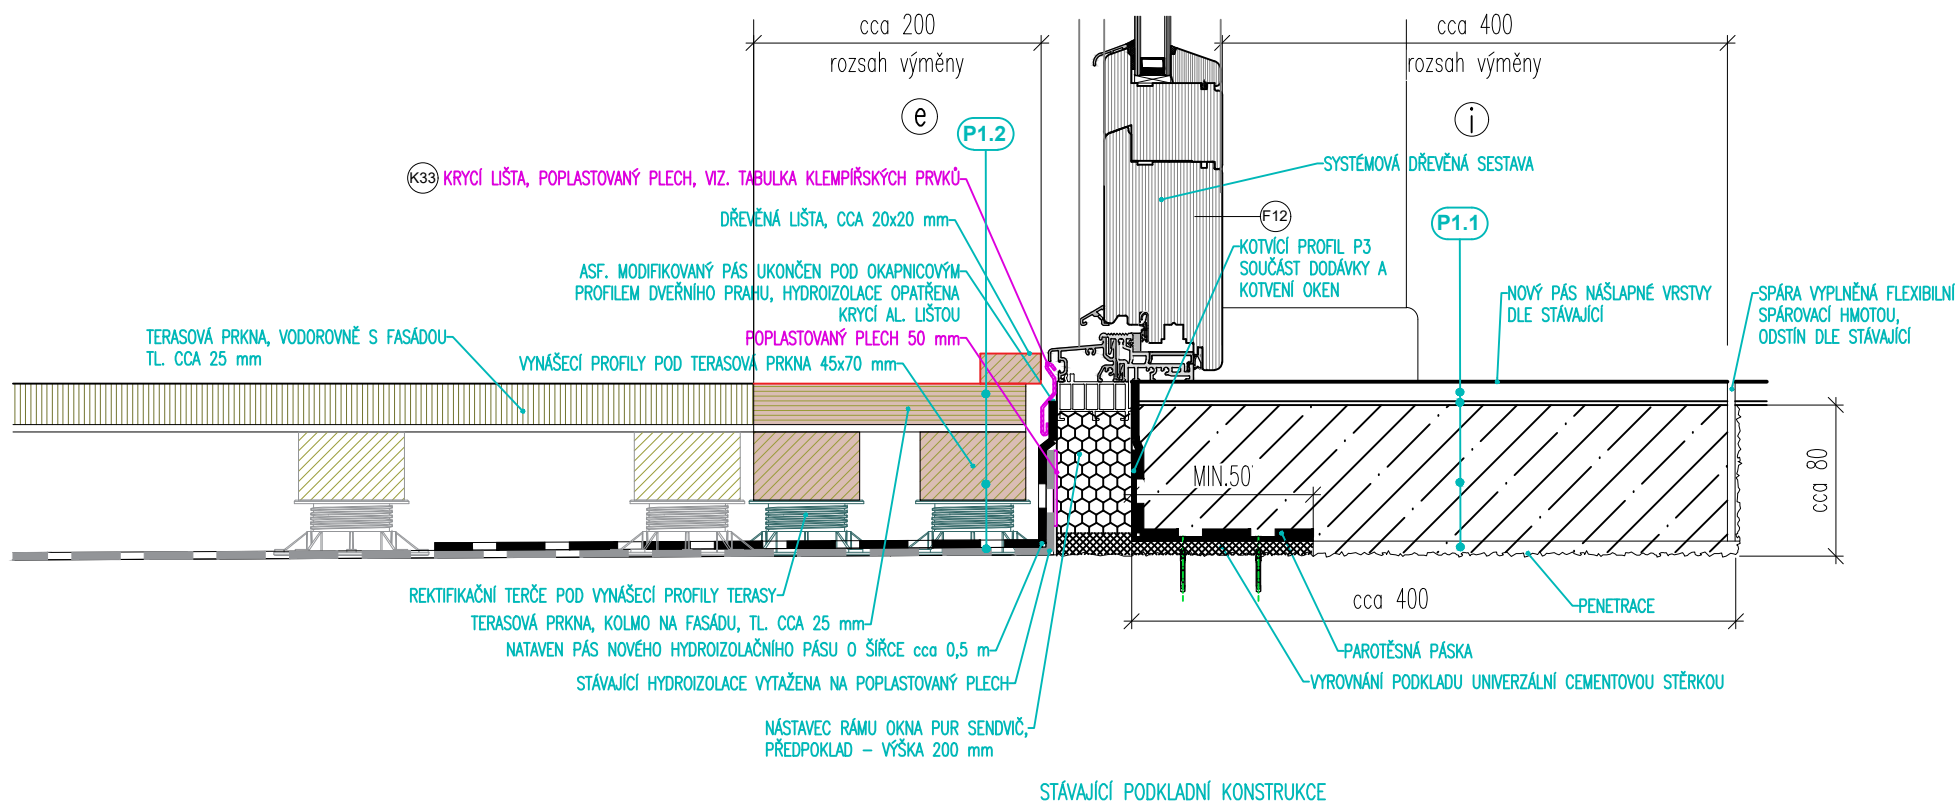 cca 200
rozsah výměny
cca 400
rozsah výměny
e
i
P1.2
K33 KRYCÍ LIŠTA, POPLASTOVANÝ PLECH, VIZ. TABULKA KLEMPÍŘSKÝCH PRVKŮ
SYSTÉMOVÁ DŘEVĚNÁ SESTAVA
DŘEVĚNÁ LIŠTA, CCA 20x20 mm
F12
P1.1
KOTVÍCÍ PROFIL P3
SOUČÁST DODÁVKY A
KOTVENÍ OKEN
ASF. MODIFIKOVANÝ PÁS UKONČEN POD OKAPNICOVÝM
PROFILEM DVEŘNÍHO PRAHU, HYDROIZOLACE OPATŘENA
KRYCÍ AL. LIŠTOU
NOVÝ PÁS NÁŠLAPNÉ VRSTVY
DLE STÁVAJÍCÍ
SPÁRA VYPLNĚNÁ FLEXIBILNÍ
SPÁROVACÍ HMOTOU,
ODSTÍN DLE STÁVAJÍCÍ
TERASOVÁ PRKNA, VODOROVNĚ S FASÁDOU
TL. CCA 25 mm
POPLASTOVANÝ PLECH 50 mm
VYNÁŠECÍ PROFILY POD TERASOVÁ PRKNA 45x70 mm
MIN.50
cca 80
REKTIFIKAČNÍ TERČE POD VYNÁŠECÍ PROFILY TERASY
cca 400
PENETRACE
TERASOVÁ PRKNA, KOLMO NA FASÁDU, TL. CCA 25 mm
NATAVEN PÁS NOVÉHO HYDROIZOLAČNÍHO PÁSU O ŠÍŘCE cca 0,5 m
PAROTĚSNÁ PÁSKA
STÁVAJÍCÍ HYDROIZOLACE VYTAŽENA NA POPLASTOVANÝ PLECH
VYROVNÁNÍ PODKLADU UNIVERZÁLNÍ CEMENTOVOU STĚRKOU
NÁSTAVEC RÁMU OKNA PUR SENDVIČ,
PŘEDPOKLAD – VÝŠKA 200 mm
STÁVAJÍCÍ PODKLADNÍ KONSTRUKCE